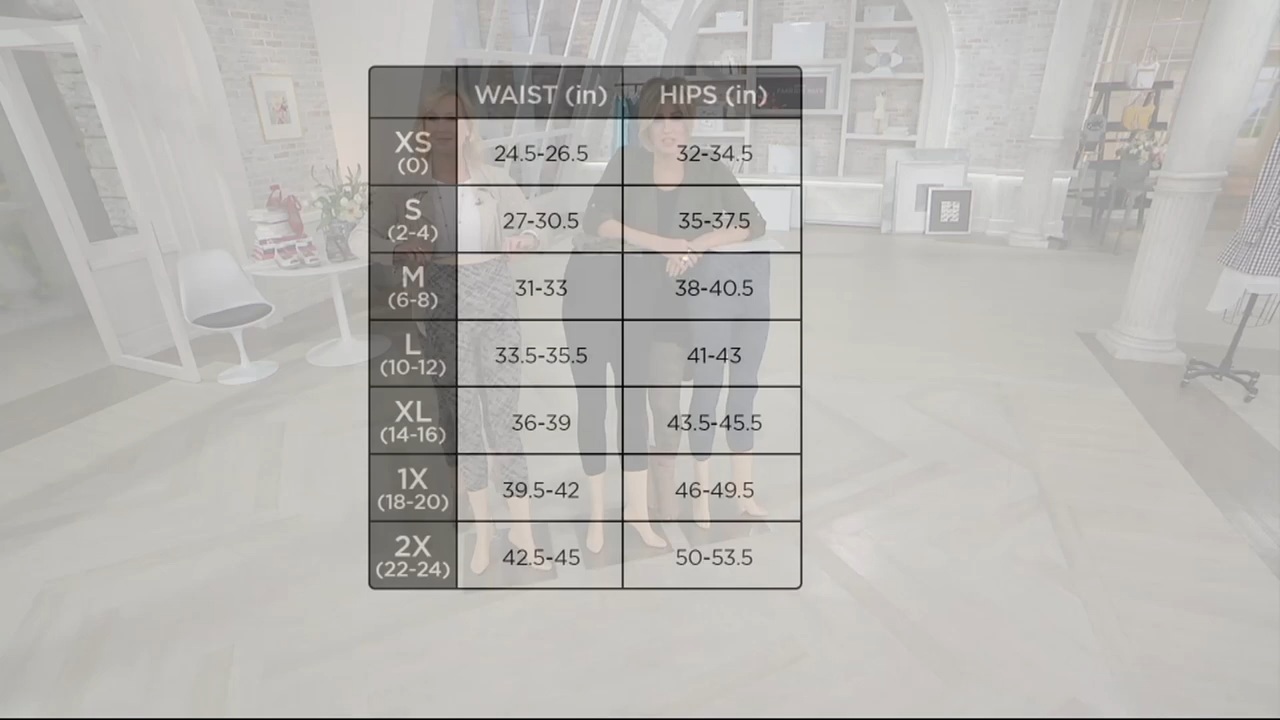 WAIST (in) HIPS (in)
XS
(0)
24.5-26.5 32-34.5
S
(2-4)
27-30.5 35-37.5
M
(6-8)
31-33 38-40.5
L
(10-12)
33.5-35.5 41-43
XL
(14-16)
36-39 43.5-45.5
1X
(18-20)
39.5-42 46-49.5
2X
(22-24)
42.5-45 50-53.5